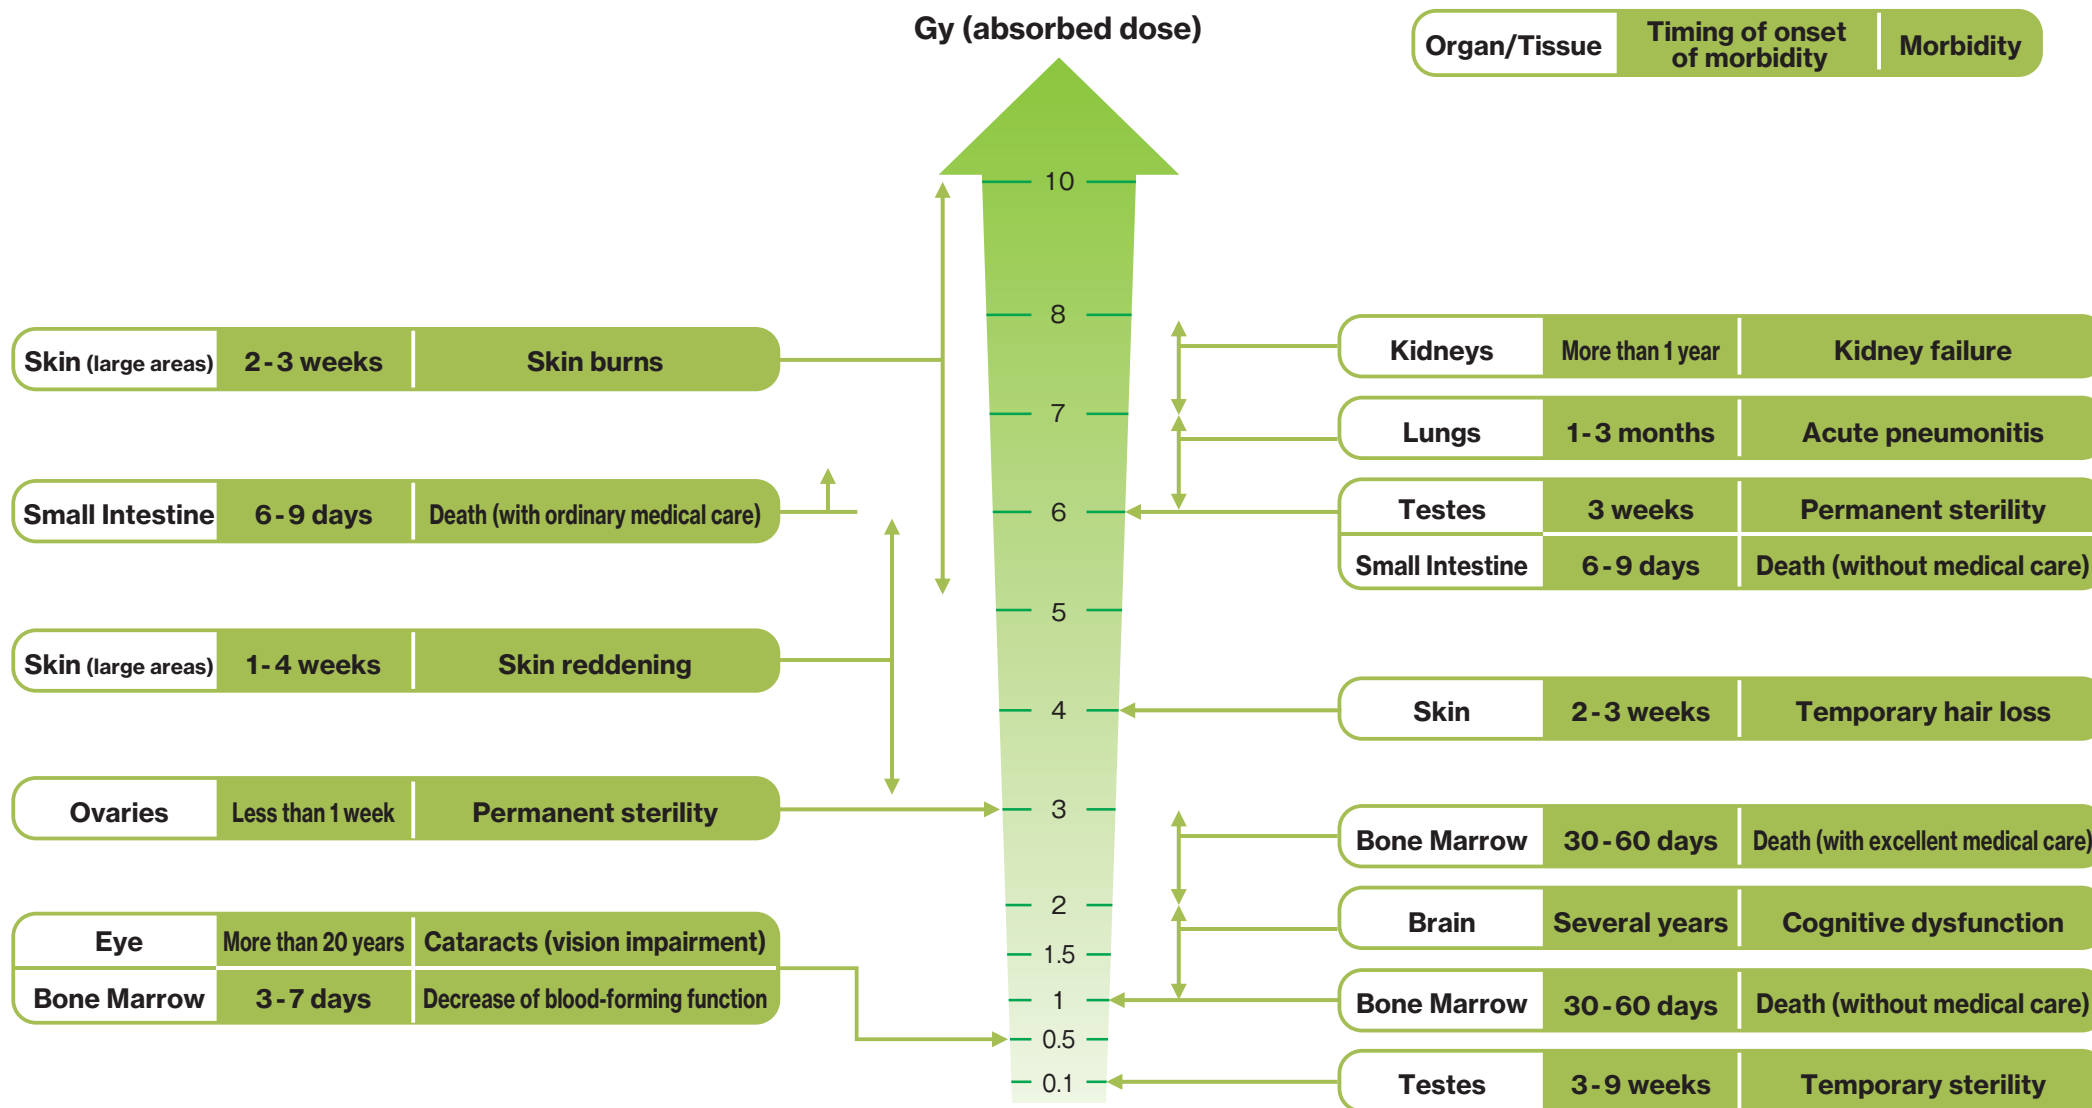 Gy (absorbed dose)
Organ/Tissue
Timing of onset
of morbidity
Morbidity
Skin (large areas) 2-3 weeks Skin burns
Small Intestine 6-9 days Death (with ordinary medical care)
Skin (large areas) 1-4 weeks Skin reddening
Ovaries Less than 1 week Permanent sterility
Eye More than 20 years Cataracts (vision impairment)
Bone Marrow 3-7 days Decrease of blood-forming function
10
8
7
6
5
4
3
2
1.5
1
0.5
0.1
Kidneys More than 1 year Kidney failure
Lungs 1-3 months Acute pneumonitis
Testes 3 weeks Permanent sterility
Small Intestine 6-9 days Death (without medical care)
Skin 2-3 weeks Temporary hair loss
Bone Marrow 30-60 days Death (with excellent medical care)
Brain Several years Cognitive dysfunction
Bone Marrow 30-60 days Death (without medical care)
Testes 3-9 weeks Temporary sterility